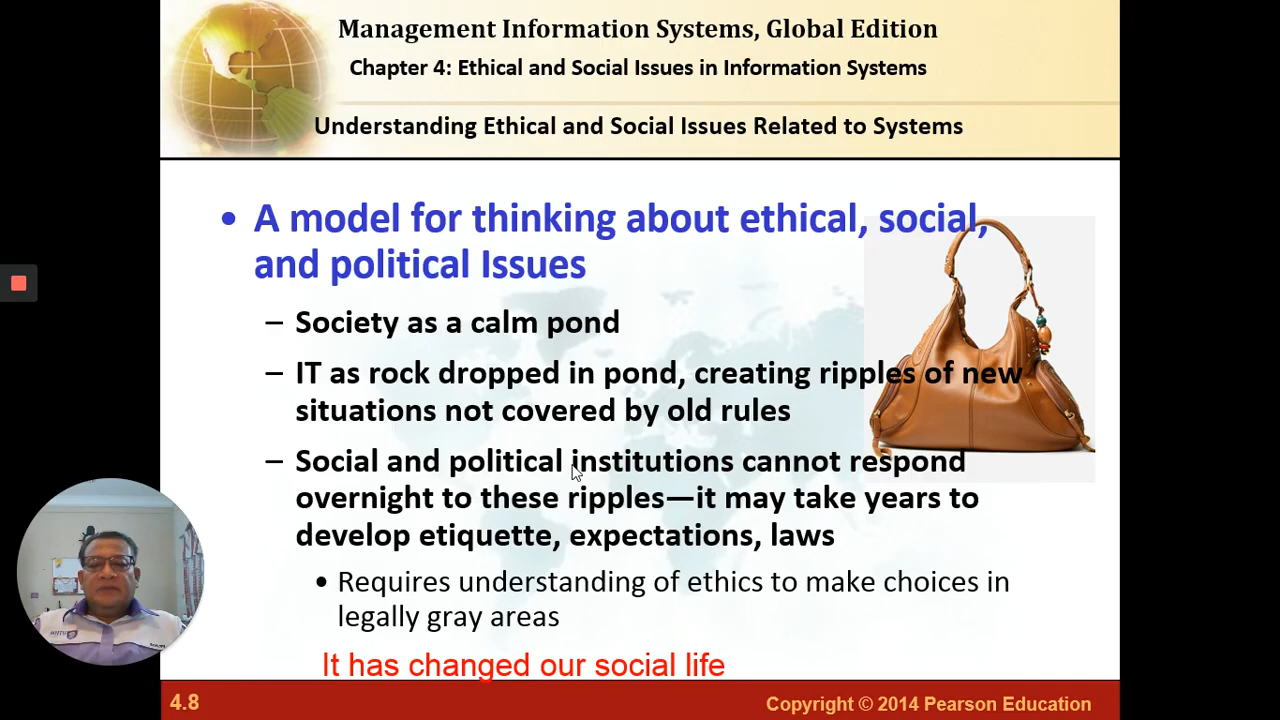 Management Information Systems, Global Edition
Chapter 4: Ethical and Social Issues in Information Systems
Understanding Ethical and Social Issues Related to Systems
• A model for thinking about ethical, social,
and political Issues
– Society as a calm pond
– IT as rock dropped in pond, creating ripples of new
situations not covered by old rules
– Social and political institutions cannot respond
overnight to these ripples—it may take years to
develop etiquette, expectations, laws
• Requires understanding of ethics to make choices in
legally gray areas
It has changed our social life
4.8
Copyright © 2014 Pearson Education